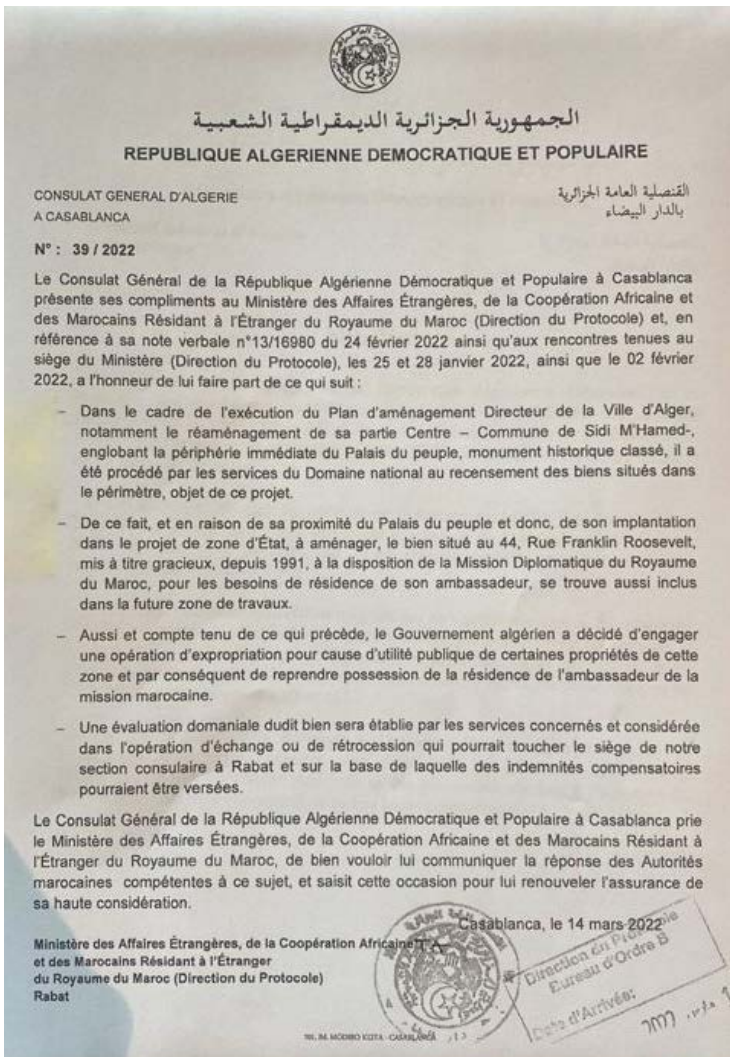 الجمهورية الجزائرية الديمقراطية الشعبية
REPUBLIQUE ALGERIENNE DEMOCRATIQUE ET POPULAIRE
CONSULAT GENERAL D'ALGERIE
A CASABLANCA
القنصلية العامة الجزائرية
بالدار البيضاء
N° : 39 / 2022
Le Consulat Général de la République Algérienne Démocratique et Populaire à Casablanca
présente ses compliments au Ministère des Affaires Étrangères, de la Coopération Africaine et
des Marocains Résidant à l'Étranger du Royaume du Maroc (Direction du Protocole) et, en
référence à sa note verbale n°13/16980 du 24 février 2022 ainsi qu'aux rencontres tenues au
siège du Ministère (Direction du Protocole), les 25 et 28 janvier 2022, ainsi que le 02 février
2022, a l'honneur de lui faire part de ce qui suit :
– Dans le cadre de l'exécution du Plan d'aménagement Directeur de la Ville d'Alger,
notamment le réaménagement de sa partie Centre – Commune de Sidi M'Hamed-,
englobant la périphérie immédiate du Palais du peuple, monument historique classé, il a
été procédé par les services du Domaine national au recensement des biens situés dans
le périmètre, objet de ce projet.
– De ce fait, et en raison de sa proximité du Palais du peuple et donc, de son implantation
dans le projet de zone d'État, à aménager, le bien situé au 44, Rue Franklin Roosevelt,
mis à titre gracieux, depuis 1991, à la disposition de la Mission Diplomatique du Royaume
du Maroc, pour les besoins de résidence de son ambassadeur, se trouve aussi inclus
dans la future zone de travaux.
– Aussi et compte tenu de ce qui précède, le Gouvernement algérien a décidé d'engager
une opération d'expropriation pour cause d'utilité publique de certaines propriétés de cette
zone et par conséquent de reprendre possession de la résidence de l'ambassadeur de la
mission marocaine.
– Une évaluation domaniale dudit bien sera établie par les services concernés et considérée
dans l'opération d'échange ou de rétrocession qui pourrait toucher le siège de notre
section consulaire à Rabat et sur la base de laquelle des indemnités compensatoires
pourraient être versées.
Le Consulat Général de la République Algérienne Démocratique et Populaire à Casablanca prie
le Ministère des Affaires Étrangères, de la Coopération Africaine et des Marocains Résidant à
l'Étranger du Royaume du Maroc, de bien vouloir lui communiquer la réponse des Autorités
marocaines compétentes à ce sujet, et saisit cette occasion pour lui renouveler l'assurance de
sa haute considération.
Casablanca, le 14 mars 2022
Ministère des Affaires Étrangères, de la Coopération Africaine
et des Marocains Résidant à l'Étranger
du Royaume du Maroc (Direction du Protocole)
Rabat
Direction du Protocole
Bureau d'Ordre B
Date d'Arrivée:
CASABLANCA